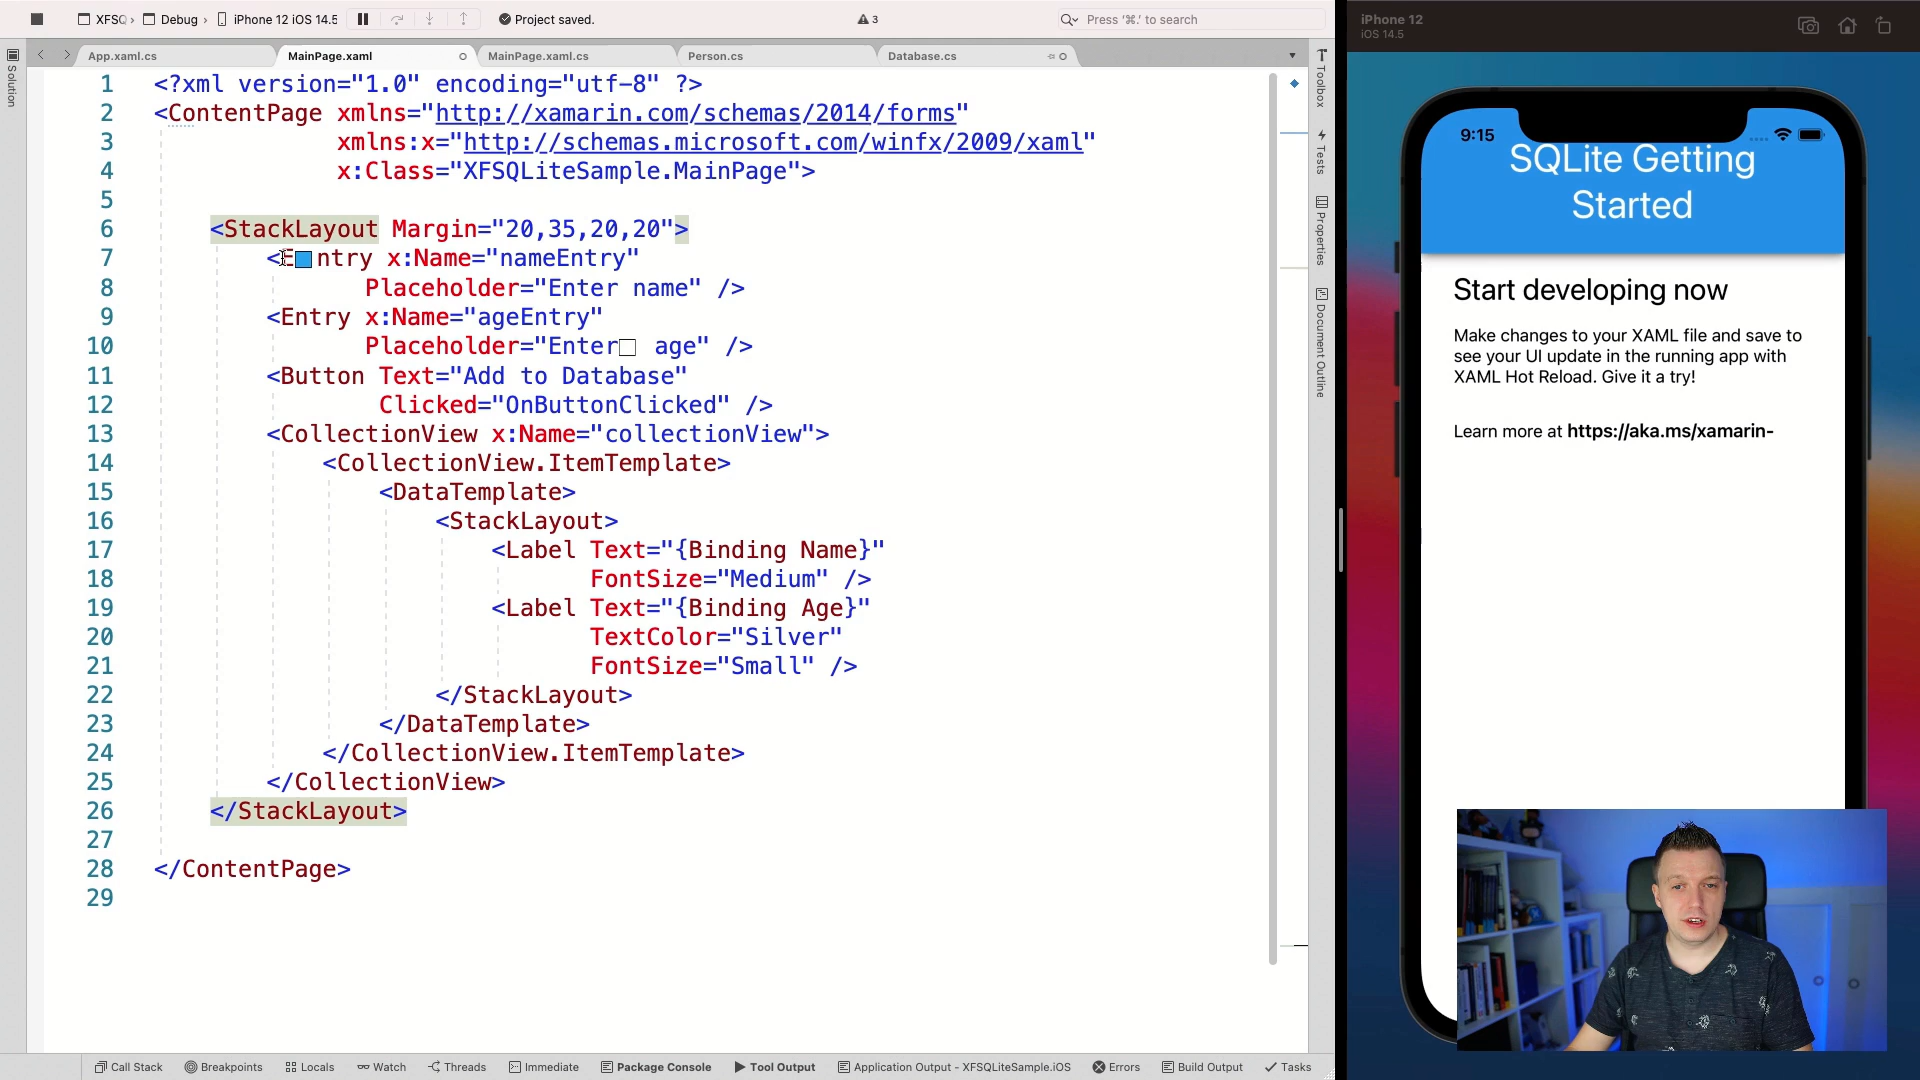 XFSQ
Debug
iPhone 12 iOS 14.5
Project saved.
3
Press '⌘.' to search
Solution
App.xaml.cs
MainPage.xaml
MainPage.xaml.cs
Person.cs
Database.cs
1 <?xml version="1.0" encoding="utf-8" ?>
2 <ContentPage xmlns="http://xamarin.com/schemas/2014/forms"
3 xmlns:x="http://schemas.microsoft.com/winfx/2009/xaml"
4 x:Class="XFSQLiteSample.MainPage">
5
6 <StackLayout Margin="20,35,20,20">
7 <Entry x:Name="nameEntry"
8 Placeholder="Enter name" />
9 <Entry x:Name="ageEntry"
10 Placeholder="Enter age" />
11 <Button Text="Add to Database"
12 Clicked="OnButtonClicked" />
13 <CollectionView x:Name="collectionView">
14 <CollectionView.ItemTemplate>
15 <DataTemplate>
16 <StackLayout>
17 <Label Text="{Binding Name}"
18 FontSize="Medium" />
19 <Label Text="{Binding Age}"
20 TextColor="Silver"
21 FontSize="Small" />
22 </StackLayout>
23 </DataTemplate>
24 </CollectionView.ItemTemplate>
25 </CollectionView>
26 </StackLayout>
27
28 </ContentPage>
29
Toolbox
Tests
Properties
Document Outline
Call Stack
Breakpoints
Locals
Watch
Threads
Immediate
Package Console
Tool Output
Application Output - XFSQLiteSample.iOS
Errors
Build Output
Tasks
iPhone 12
iOS 14.5
9:15
SQLite Getting
Started
Start developing now
Make changes to your XAML file and save to
see your UI update in the running app with
XAML Hot Reload. Give it a try!
Learn more at https://aka.ms/xamarin-